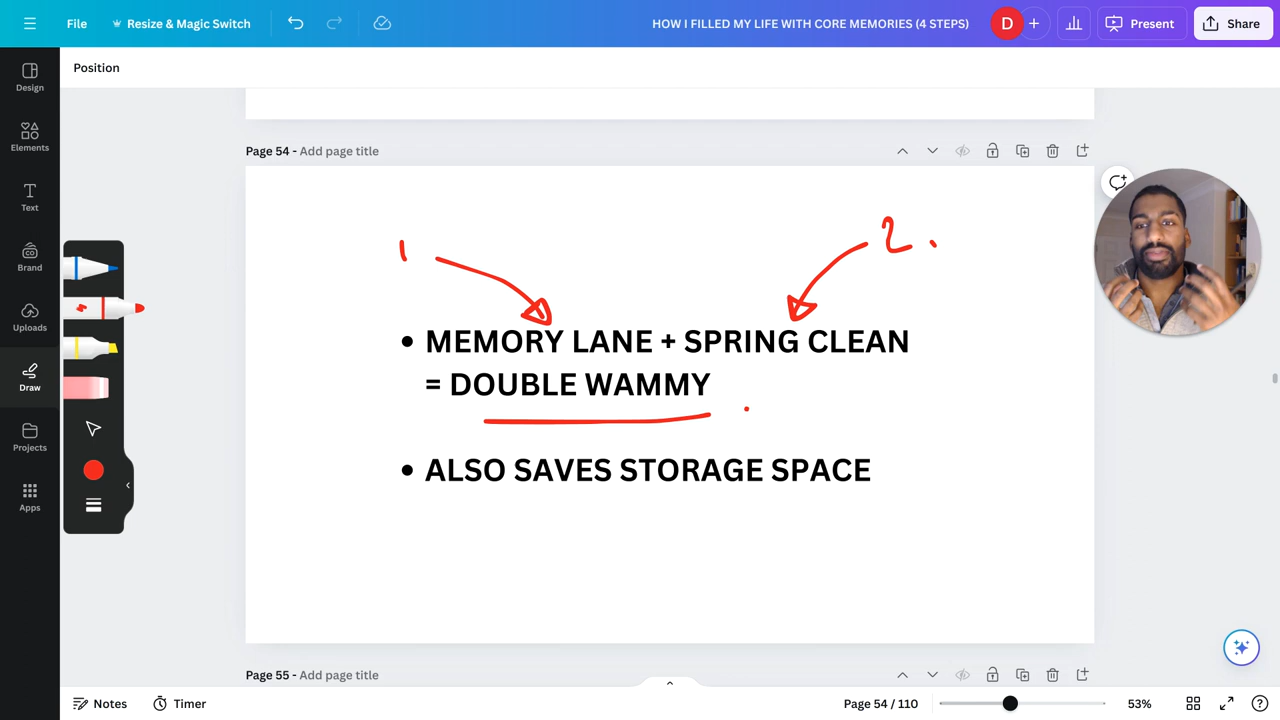 File
Resize & Magic Switch
HOW I FILLED MY LIFE WITH CORE MEMORIES (4 STEPS)
D
Present
Share
Position
Design
Elements
Text
Brand
Uploads
Draw
Projects
Apps
Page 54 - Add page title
1
2.
• MEMORY LANE + SPRING CLEAN
= DOUBLE WAMMY
• ALSO SAVES STORAGE SPACE
Page 55 - Add page title
Notes
Timer
Page 54 / 110
53%